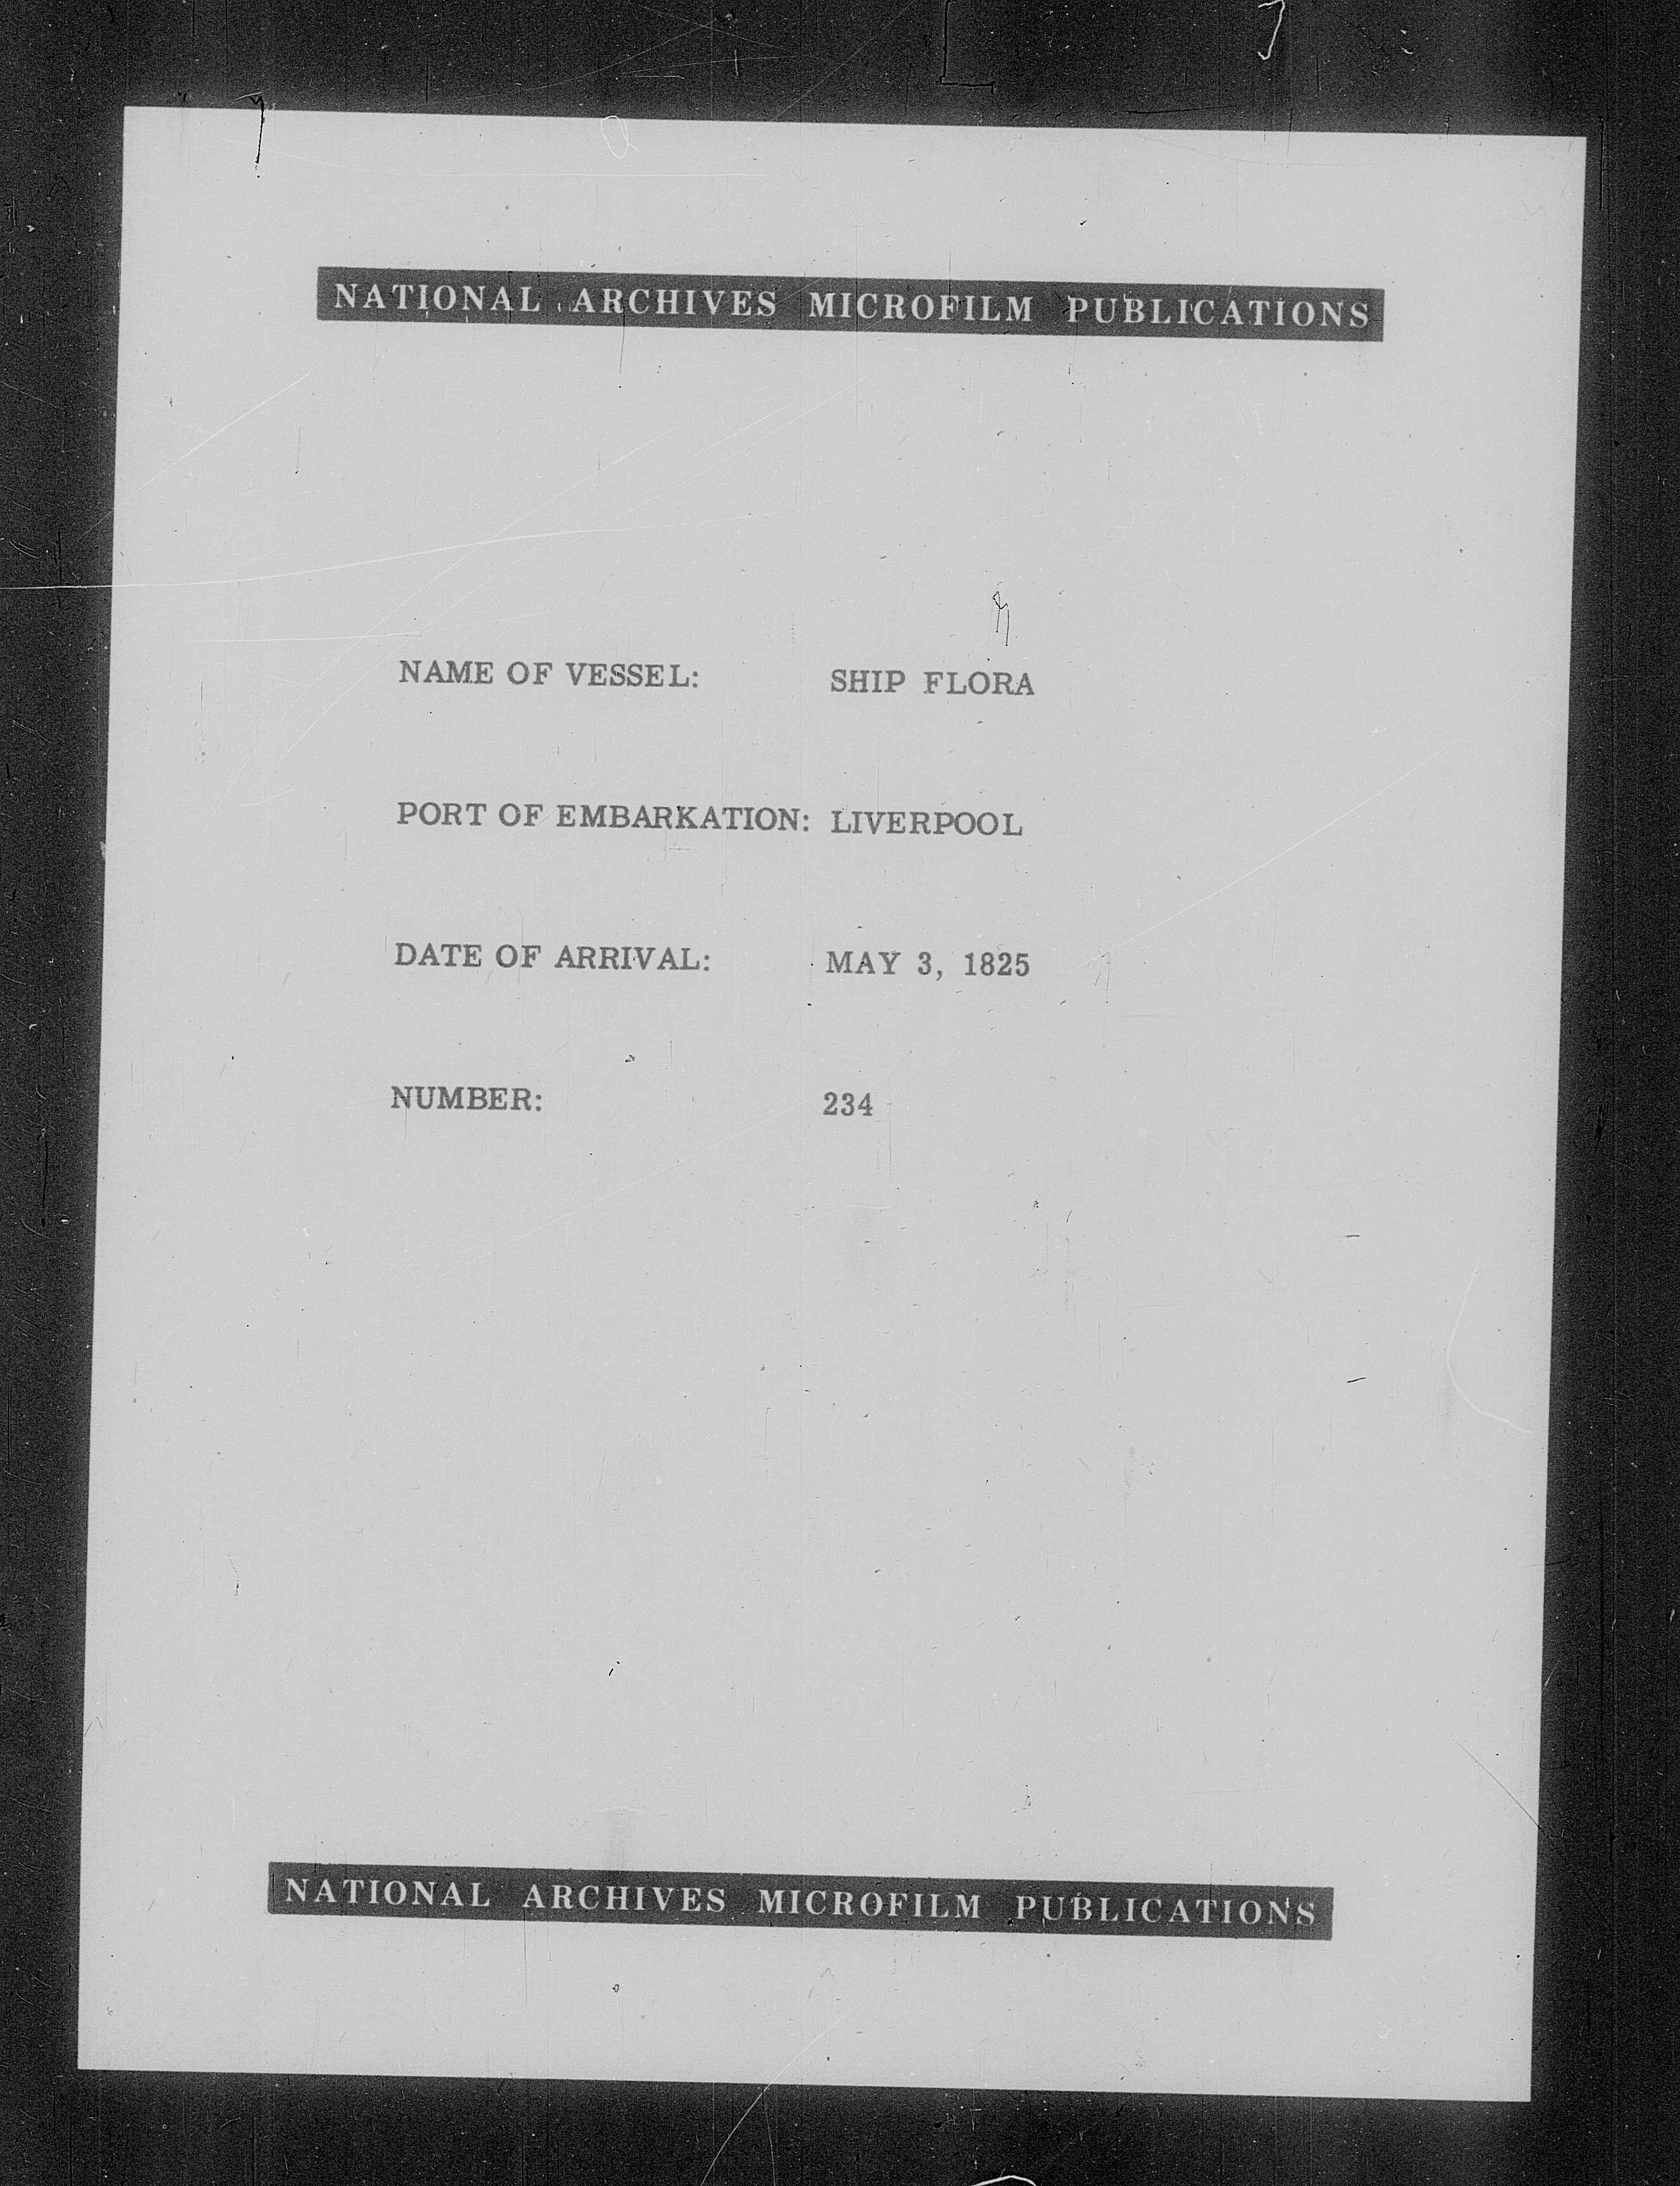 NATIONAL ARCHIVES MICROFILM PUBLICATIONS
NAME OF VESSEL: SHIP FLORA
PORT OF EMBARKATION: LIVERPOOL
DATE OF ARRIVAL: MAY 3, 1825
NUMBER: 234
NATIONAL ARCHIVES MICROFILM PUBLICATIONS